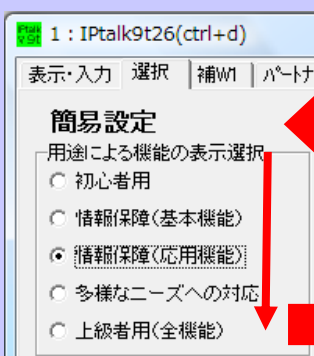 1 : IPtalk9t26(ctrl+d)
表示･入力 選択 補W1 ﾊﾟｰﾄﾅ
簡易設定
用途による機能の表示選択
初心者用
情報保障(基本機能)
情報保障(応用機能)
多様なニーズへの対応
上級者用(全機能)